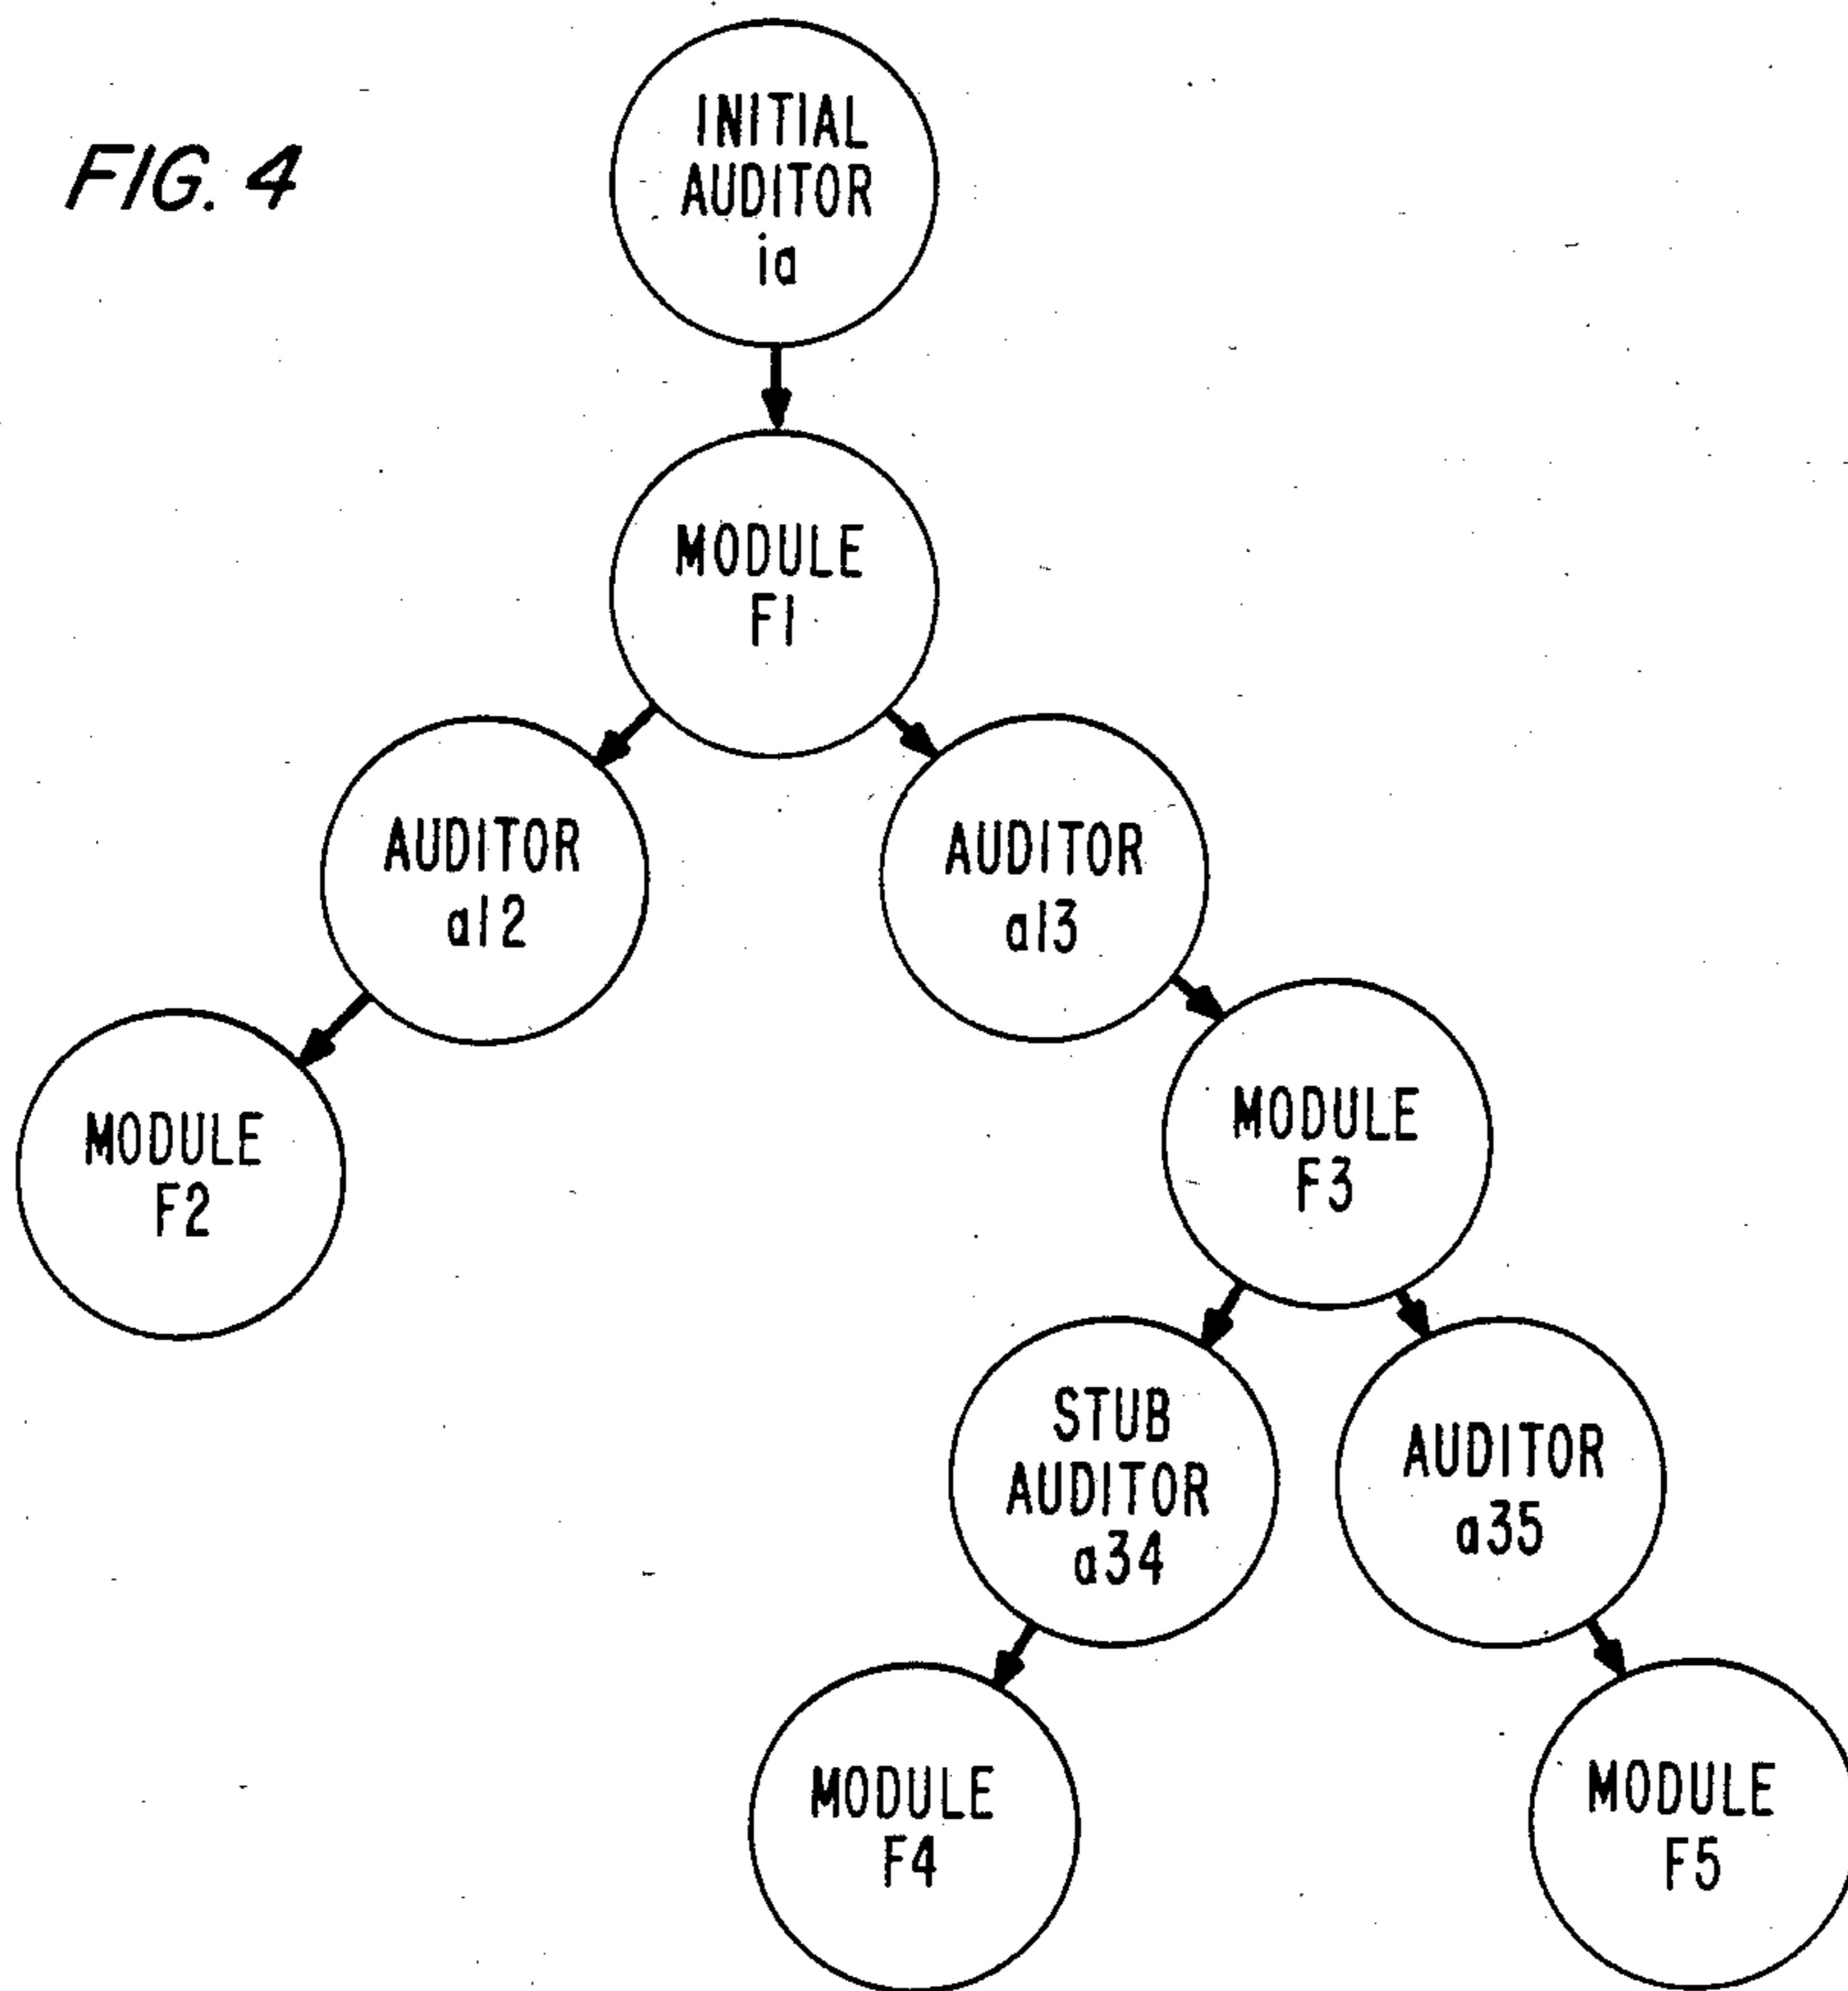 FIG. 4
INITIAL
AUDITOR
ia
MODULE
F1
AUDITOR
a12
AUDITOR
a13
MODULE
F2
MODULE
F3
STUB
AUDITOR
a34
AUDITOR
a35
MODULE
F4
MODULE
F5